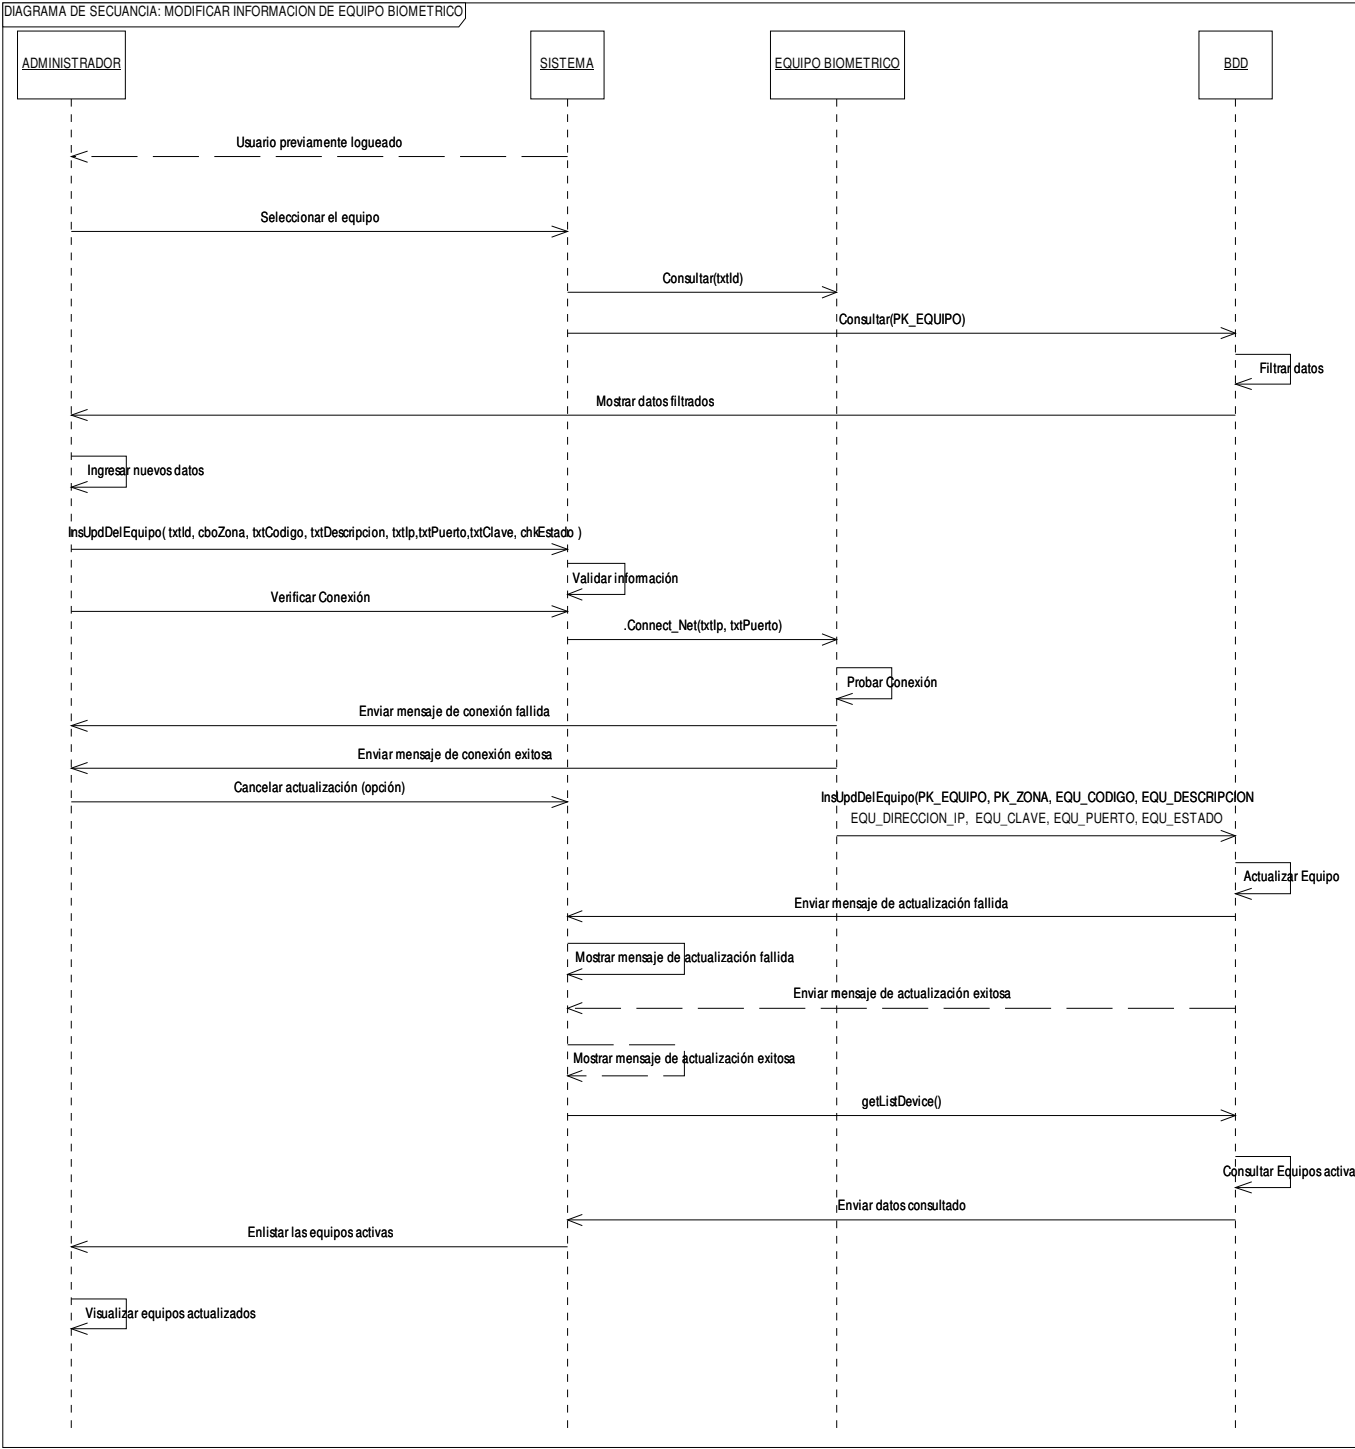 DIAGRAMA DE SECUANCIA: MODIFICAR INFORMACION DE EQUIPO BIOMETRICO
ADMINISTRADOR
SISTEMA
EQUIPO BIOMETRICO
BDD
Usuario previamente logueado
Seleccionar el equipo
Consultar(txtId)
Consultar(PK_EQUIPO)
Filtrar datos
Mostrar datos filtrados
Ingresar nuevos datos
InsUpdDelEquipo( txtId, cboZona, txtCodigo, txtDescripcion, txtIp,txtPuerto,txtClave, chkEstado )
Validar información
Verificar Conexión
.Connect_Net(txtIp, txtPuerto)
Probar Conexión
Enviar mensaje de conexión fallida
Enviar mensaje de conexión exitosa
Cancelar actualización (opción)
InsUpdDelEquipo(PK_EQUIPO, PK_ZONA, EQU_CODIGO, EQU_DESCRIPCION
EQU_DIRECCION_IP, EQU_CLAVE, EQU_PUERTO, EQU_ESTADO
Actualizar Equipo
Enviar mensaje de actualización fallida
Mostrar mensaje de actualización fallida
Enviar mensaje de actualización exitosa
Mostrar mensaje de actualización exitosa
getListDevice()
Consultar Equipos activa
Enviar datos consultado
Enlistar las equipos activas
Visualizar equipos actualizados